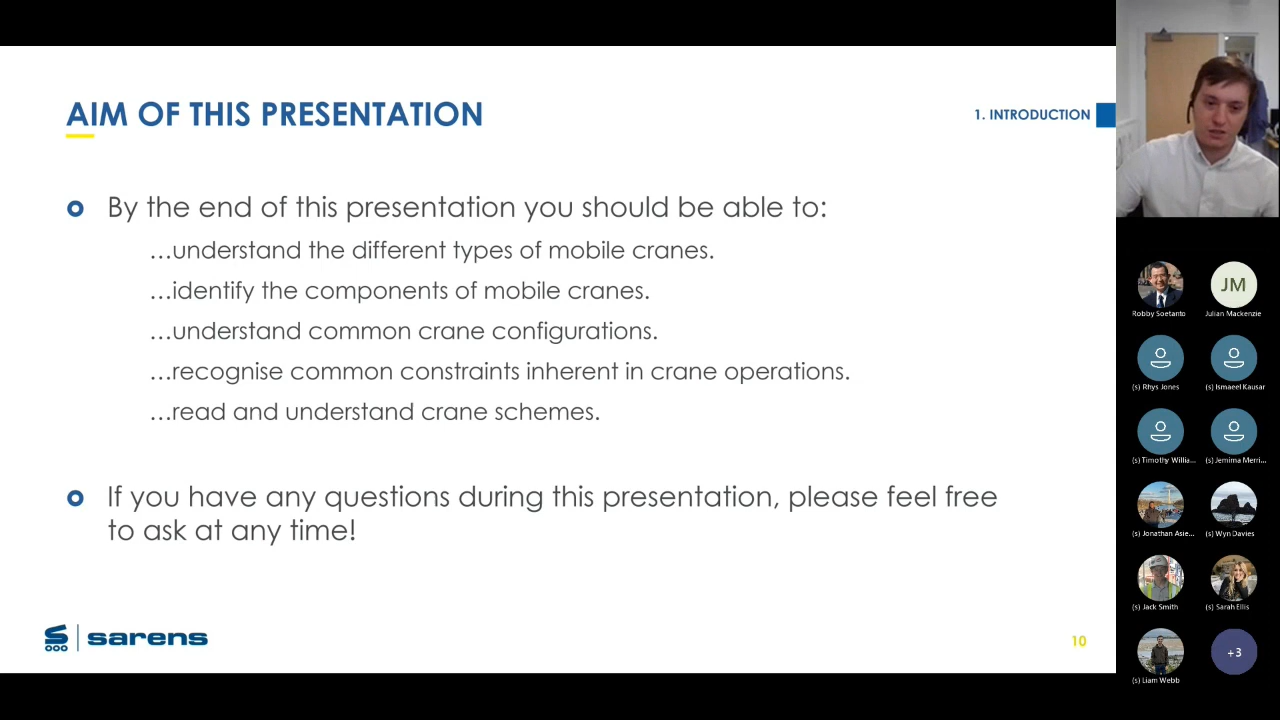 AIM OF THIS PRESENTATION
1. INTRODUCTION
By the end of this presentation you should be able to:
...understand the different types of mobile cranes.
...identify the components of mobile cranes.
...understand common crane configurations.
...recognise common constraints inherent in crane operations.
...read and understand crane schemes.
If you have any questions during this presentation, please feel free
to ask at any time!
sarens
10
JM
Robby Soetanto
Julian Mackenzie
(s) Rhys Jones
(s) Ismaeel Kausar
(s) Timothy Willia...
(s) Jemima Merri...
(s) Jonathan Asie...
(s) Wyn Davies
(s) Jack Smith
(s) Sarah Ellis
(s) Liam Webb
+3